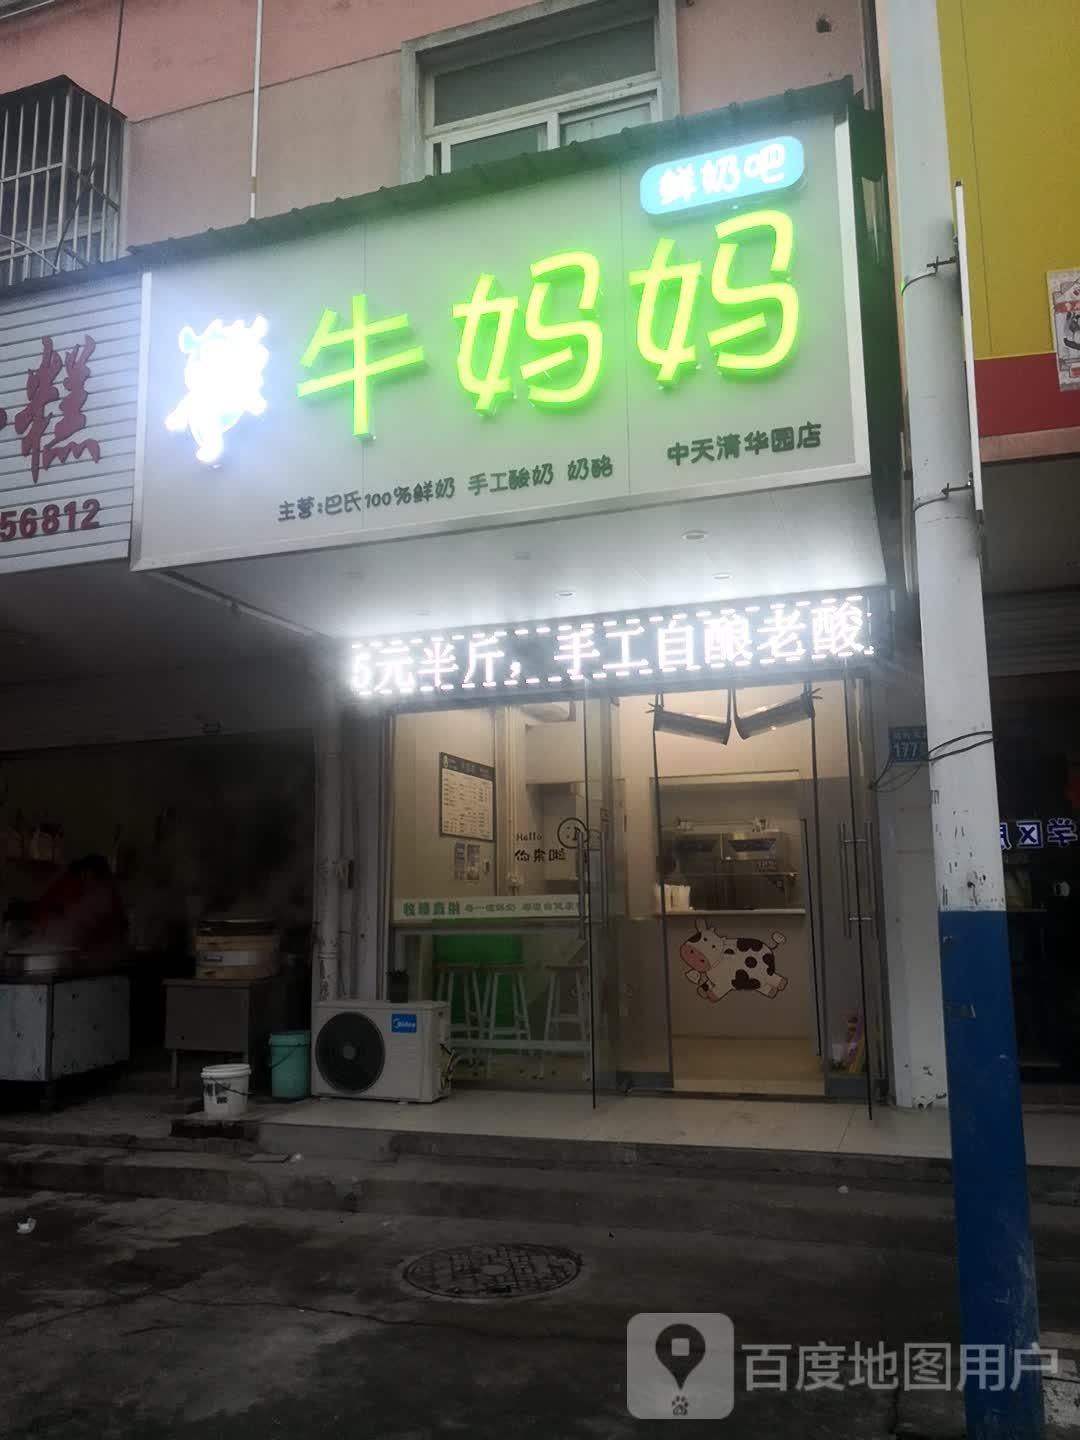 鲜奶吧
牛妈妈
中天清华园店
主营:巴氏100%鲜奶 手工酸奶 奶酪
糕
56812
5元半斤，手工自酿老酸
177
Hello
你来啦
Midea
百度地图用户